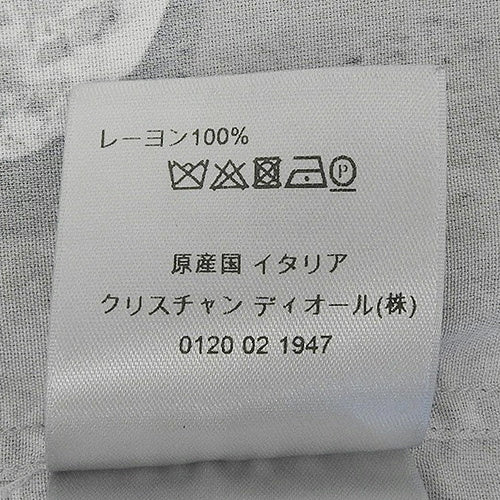 レーヨン100%
P
原産国 イタリア
クリスチャン ディオール(株)
0120 02 1947